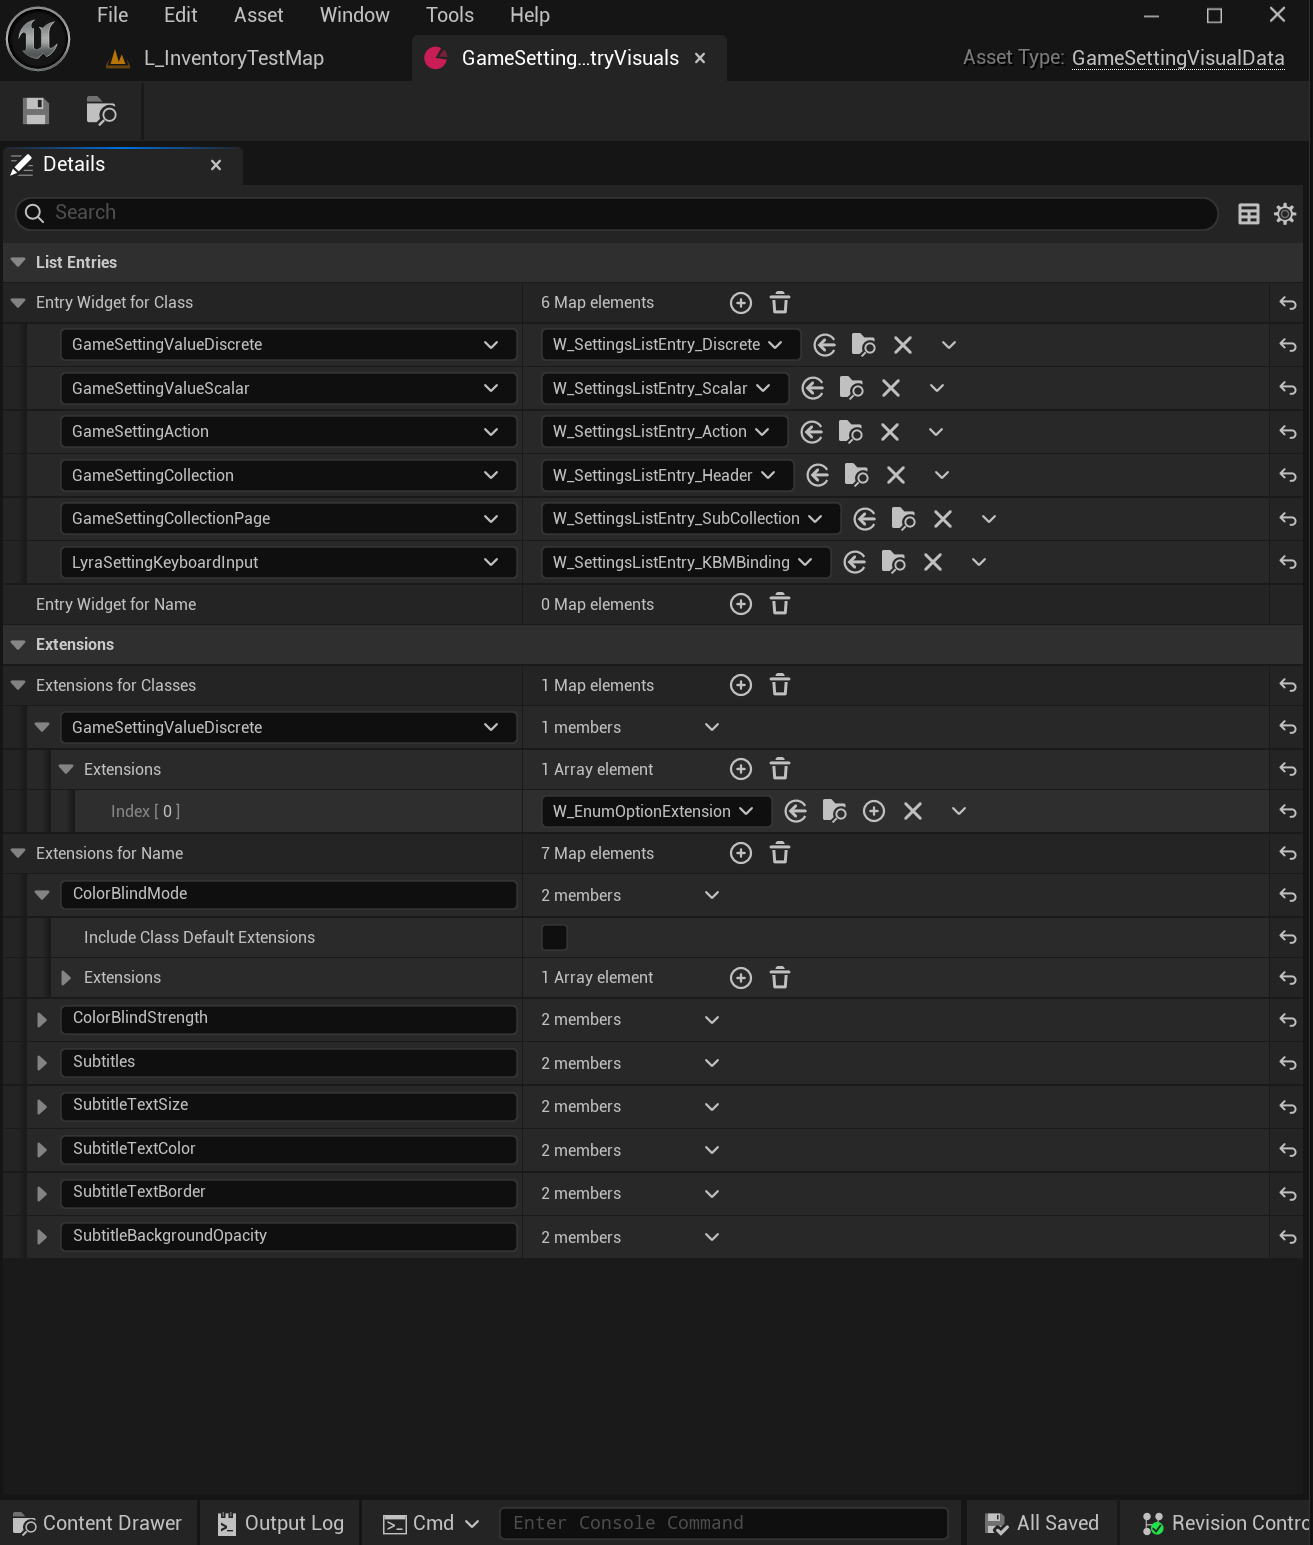 File Edit Asset Window Tools Help
L_InventoryTestMap GameSetting...tryVisuals Asset Type: GameSettingVisualData
Details
Search
List Entries
Entry Widget for Class 6 Map elements
GameSettingValueDiscrete W_SettingsListEntry_Discrete
GameSettingValueScalar W_SettingsListEntry_Scalar
GameSettingAction W_SettingsListEntry_Action
GameSettingCollection W_SettingsListEntry_Header
GameSettingCollectionPage W_SettingsListEntry_SubCollection
LyraSettingKeyboardInput W_SettingsListEntry_KBMBinding
Entry Widget for Name 0 Map elements
Extensions
Extensions for Classes 1 Map elements
GameSettingValueDiscrete 1 members
Extensions 1 Array element
Index [ 0 ] W_EnumOptionExtension
Extensions for Name 7 Map elements
ColorBlindMode 2 members
Include Class Default Extensions
Extensions 1 Array element
ColorBlindStrength 2 members
Subtitles 2 members
SubtitleTextSize 2 members
SubtitleTextColor 2 members
SubtitleTextBorder 2 members
SubtitleBackgroundOpacity 2 members
Content Drawer Output Log Cmd Enter Console Command All Saved Revision Contro